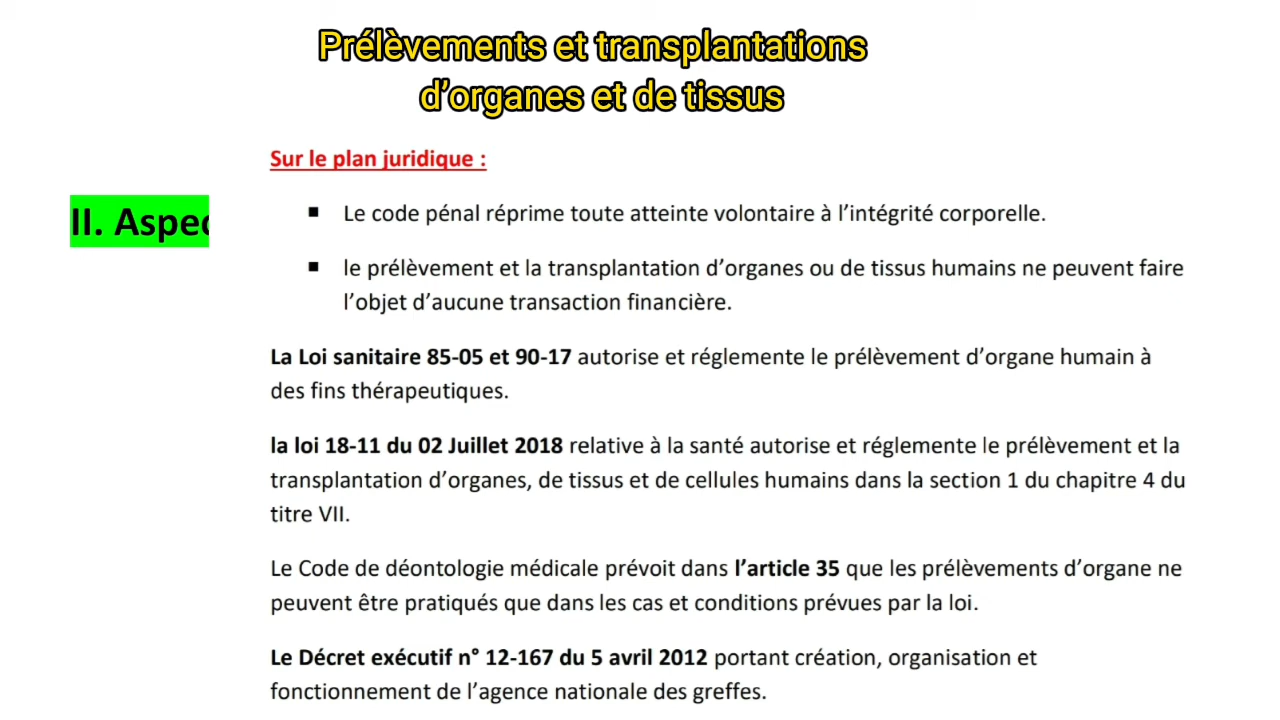 Prélèvements et transplantations
d'organes et de tissus
Sur le plan juridique :
II. Aspec
▪ Le code pénal réprime toute atteinte volontaire à l'intégrité corporelle.
▪ le prélèvement et la transplantation d'organes ou de tissus humains ne peuvent faire
l'objet d'aucune transaction financière.
La Loi sanitaire 85-05 et 90-17 autorise et réglemente le prélèvement d'organe humain à
des fins thérapeutiques.
la loi 18-11 du 02 Juillet 2018 relative à la santé autorise et réglemente le prélèvement et la
transplantation d'organes, de tissus et de cellules humains dans la section 1 du chapitre 4 du
titre VII.
Le Code de déontologie médicale prévoit dans l'article 35 que les prélèvements d'organe ne
peuvent être pratiqués que dans les cas et conditions prévues par la loi.
Le Décret exécutif n° 12-167 du 5 avril 2012 portant création, organisation et
fonctionnement de l'agence nationale des greffes.